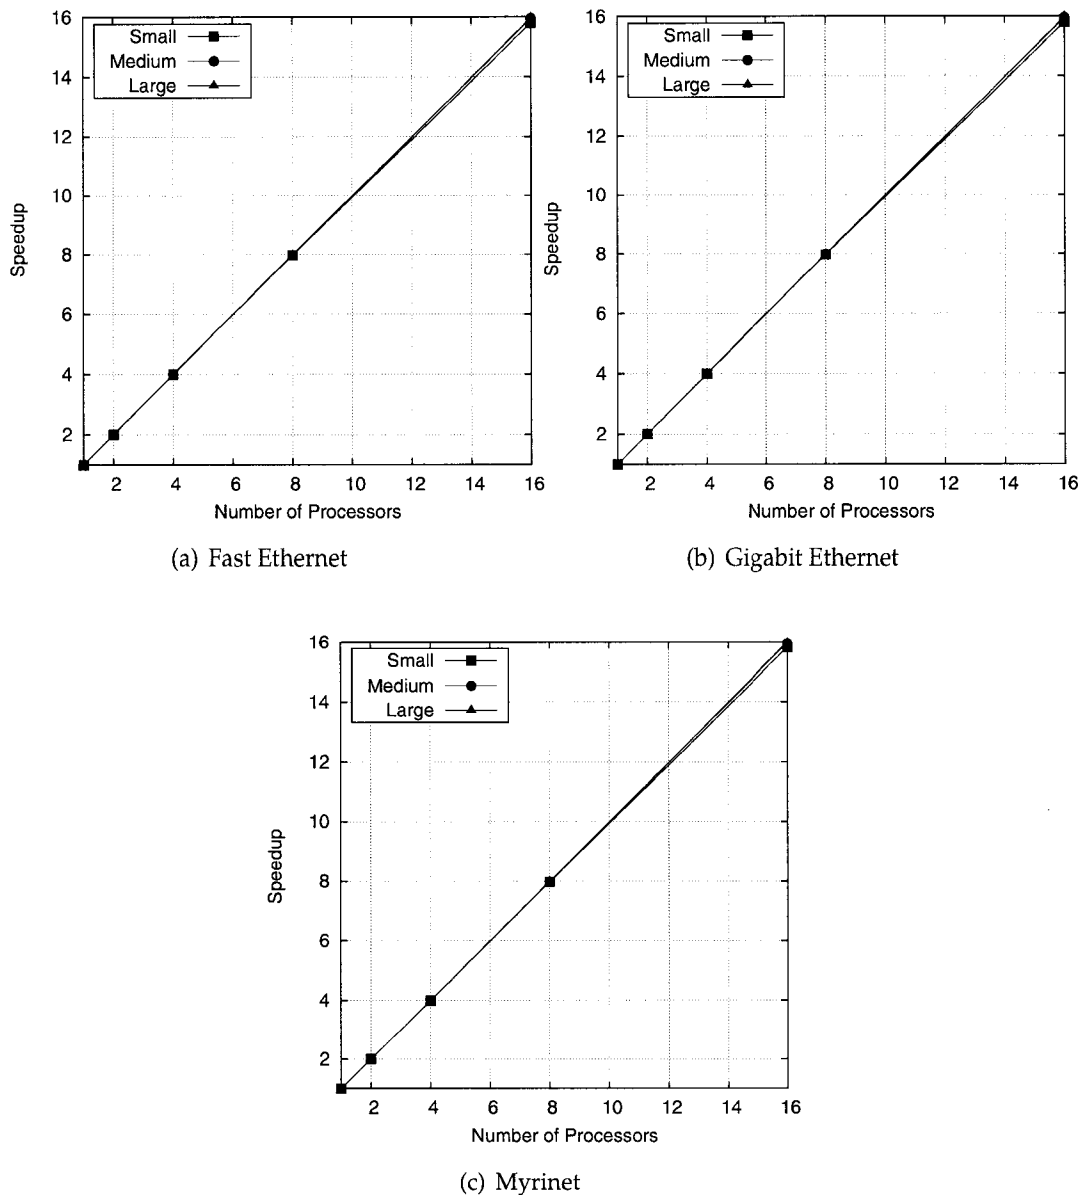 16
14
12
10
8
6
4
2
Speedup
Small
Medium
Large
2 4 6 8 10 12 14 16
Number of Processors
(a) Fast Ethernet
16
14
12
10
8
6
4
2
Speedup
Small
Medium
Large
2 4 6 8 10 12 14 16
Number of Processors
(b) Gigabit Ethernet
16
14
12
10
8
6
4
2
Speedup
Small
Medium
Large
2 4 6 8 10 12 14 16
Number of Processors
(c) Myrinet